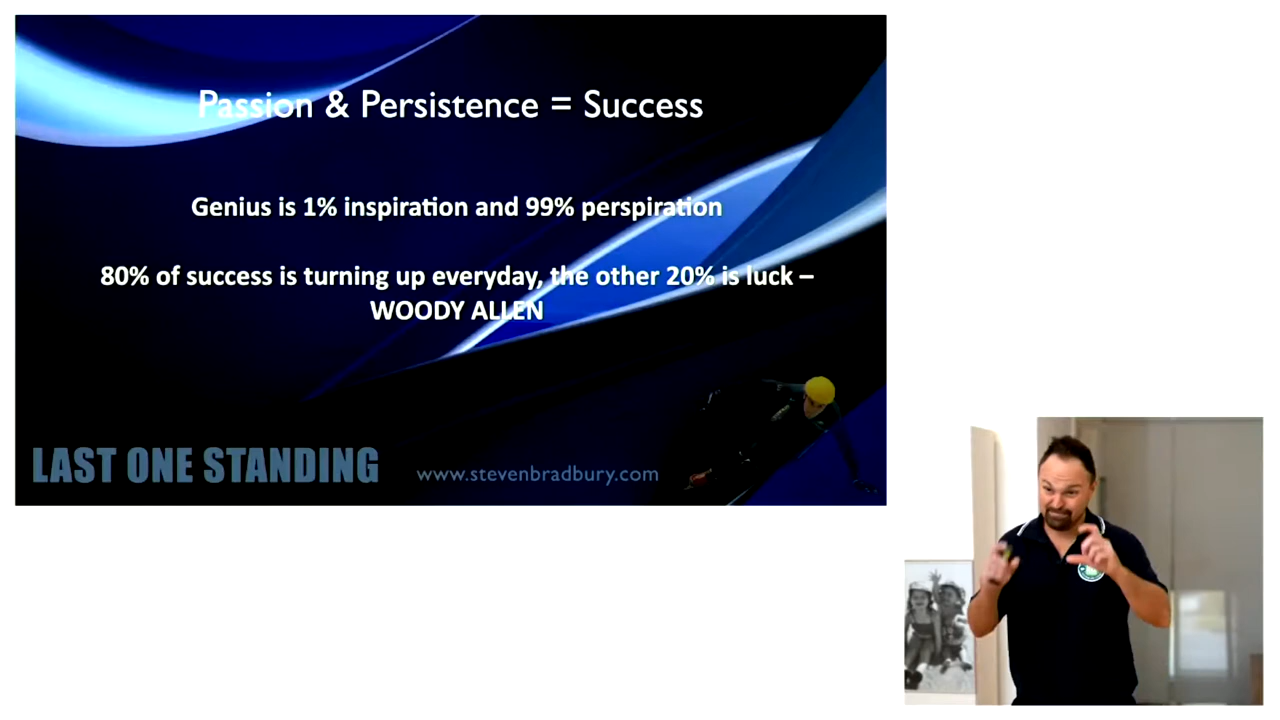 Passion & Persistence = Success
Genius is 1% inspiration and 99% perspiration
80% of success is turning up everyday, the other 20% is luck –
WOODY ALLEN
LAST ONE STANDING
www.stevenbradbury.com